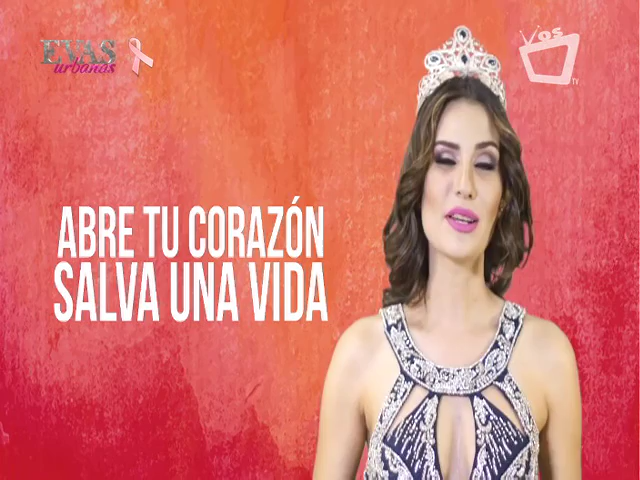 EVAS
urbanas
Vos
TV
ABRE TU CORAZÓN
SALVA UNA VIDA